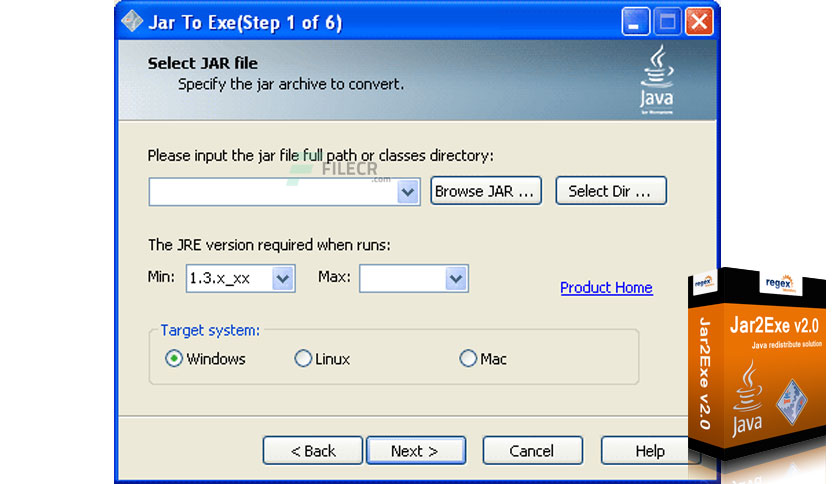 Jar To Exe(Step 1 of 6)
Select JAR file
Specify the jar archive to convert.
Java
Please input the jar file full path or classes directory:
FILECR
.com
Browse JAR ...
Select Dir ...
The JRE version required when runs:
Min: 1.3.x_xx Max:
Product Home
Target system:
Windows Linux Mac
< Back Next > Cancel Help
regex
regex
Jar2Exe v2.0
Java redistribute solution
Jar2Exe v2.0
Java